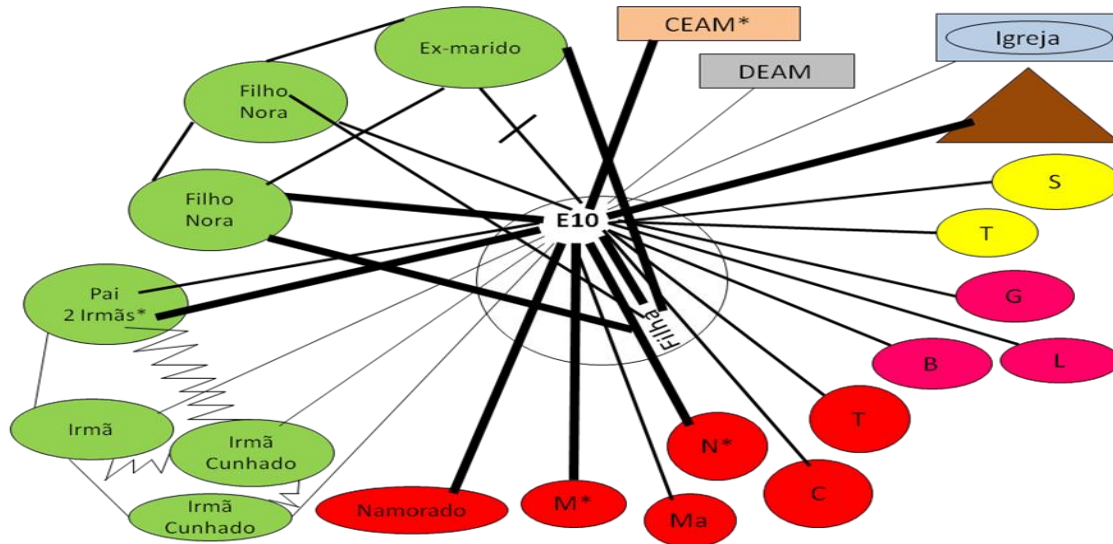 CEAM*
Igreja
Ex-marido
DEAM
Filho
Nora
S
Filho
Nora
E10
T
Pai
2 Irmãs*
G
Filha
B
L
Irmã
T
Irmã
Cunhado
N*
C
Namorado
M*
Ma
Irmã
Cunhado